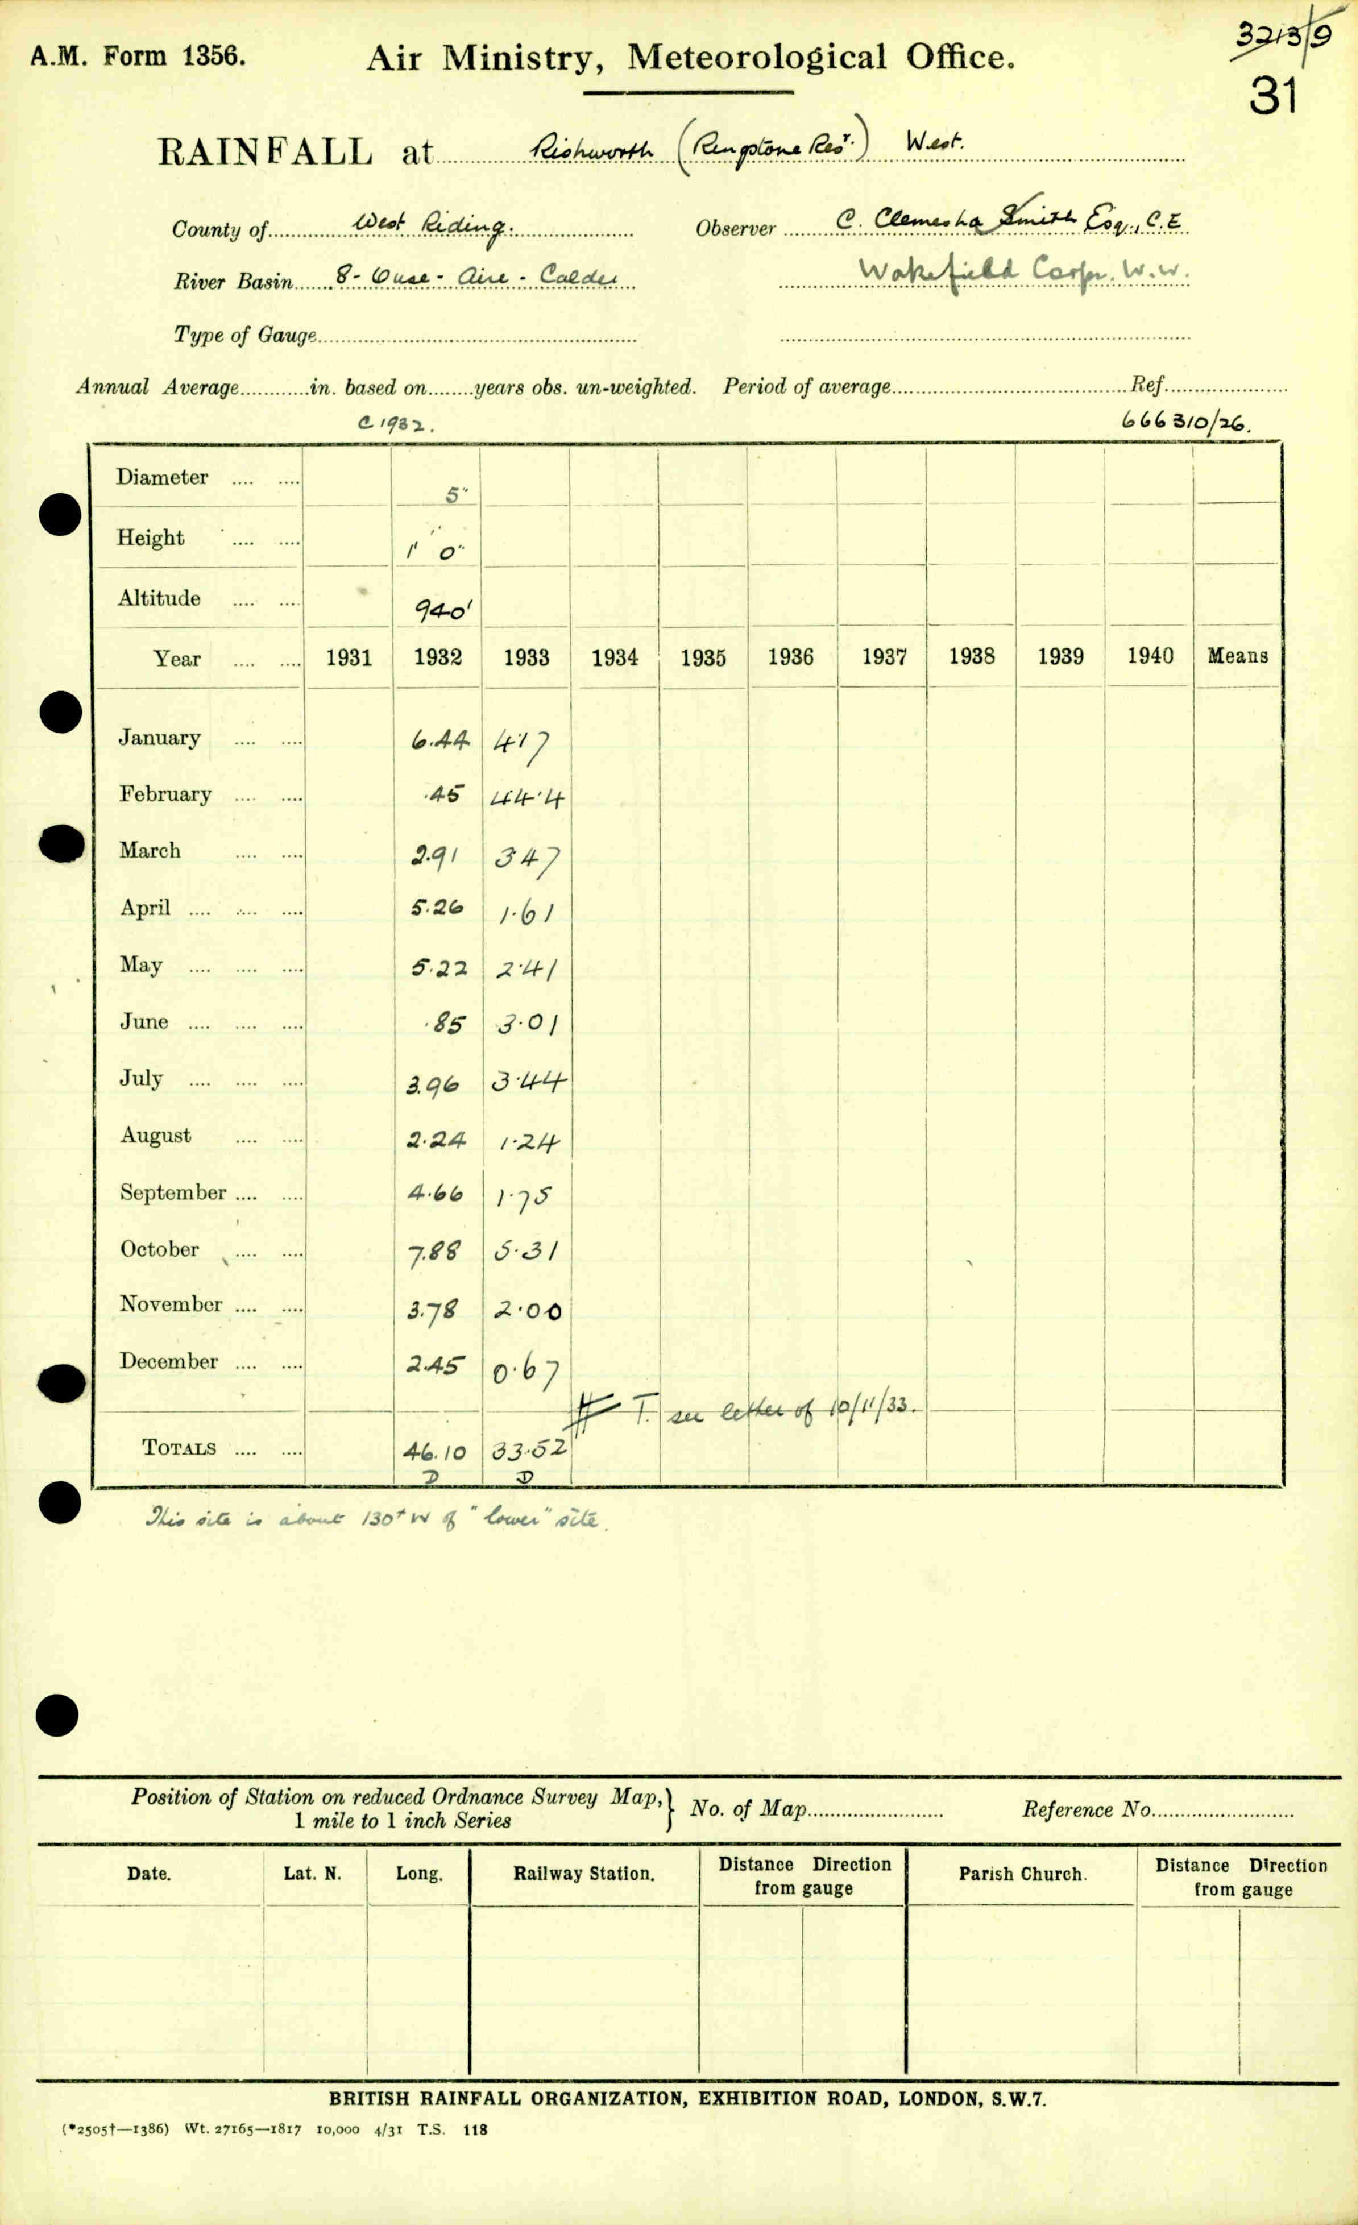 A.M. Form 1356. Air Ministry, Meteorological Office. 3213/9
31
RAINFALL at Rishworth (Ringstone Resr.) West.
County of West Riding. Observer C. Clemesha Smith Esq., C.E
River Basin 8- Ouse - Aire - Calder Wakefield Corpn. W.W.
Type of Gauge
Annual Average in. based on years obs. un-weighted. Period of average Ref.
C 1932. 666310/26.
Diameter 5"
Height 1' 0"
Altitude 940'
Year 1931 1932 1933 1934 1935 1936 1937 1938 1939 1940 Means
January 6.44 4.17
February .45 4.44
March 2.91 3.47
April 5.26 1.61
May 5.22 2.41
June .85 3.01
July 3.96 3.44
August 2.24 1.24
September 4.66 1.75
October 7.88 5.31
November 3.78 2.00
December 2.45 0.67
T. see letter of 10/11/33.
TOTALS 46.10 33.52
D D
This site is about 130+ W of "lower" site.
Position of Station on reduced Ordnance Survey Map, 1 mile to 1 inch Series } No. of Map Reference No.
Date. Lat. N. Long. Railway Station. Distance Direction from gauge Parish Church. Distance Direction from gauge
BRITISH RAINFALL ORGANIZATION, EXHIBITION ROAD, LONDON, S.W.7.
(*2505†—1386) Wt. 27165—1817 10,000 4/31 T.S. 118